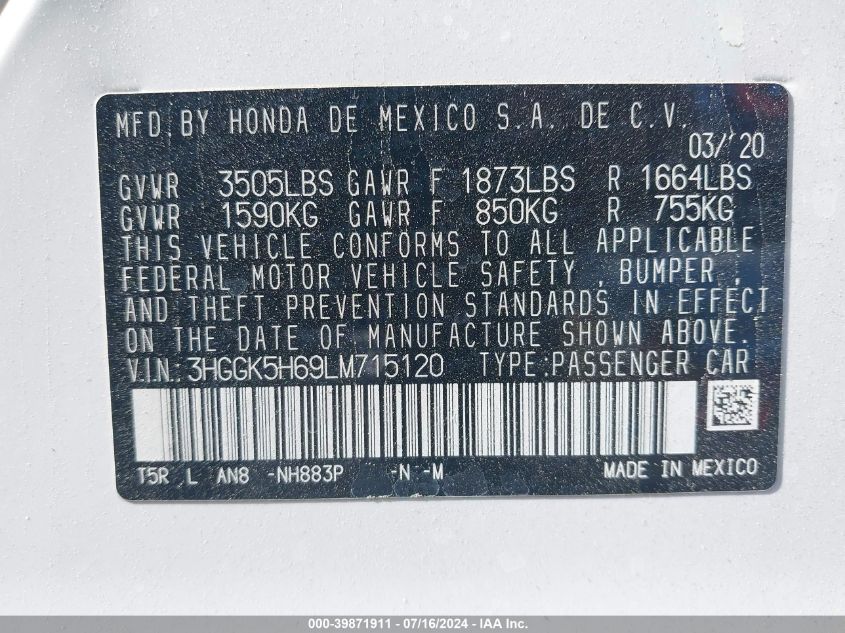 MFD. BY HONDA DE MEXICO S.A. DE C.V.
03/'20
GVWR 3505LBS GAWR F 1873LBS R 1664LBS
GVWR 1590KG GAWR F 850KG R 755KG
THIS VEHICLE CONFORMS TO ALL APPLICABLE
FEDERAL MOTOR VEHICLE SAFETY , BUMPER ,
AND THEFT PREVENTION STANDARDS IN EFFECT
ON THE DATE OF MANUFACTURE SHOWN ABOVE.
V.I.N.: 3HGGK5H69LM715120 TYPE:PASSENGER CAR
T5R L AN8 -NH883P -N -M MADE IN MEXICO
000-39871911 - 07/16/2024 - IAA Inc.